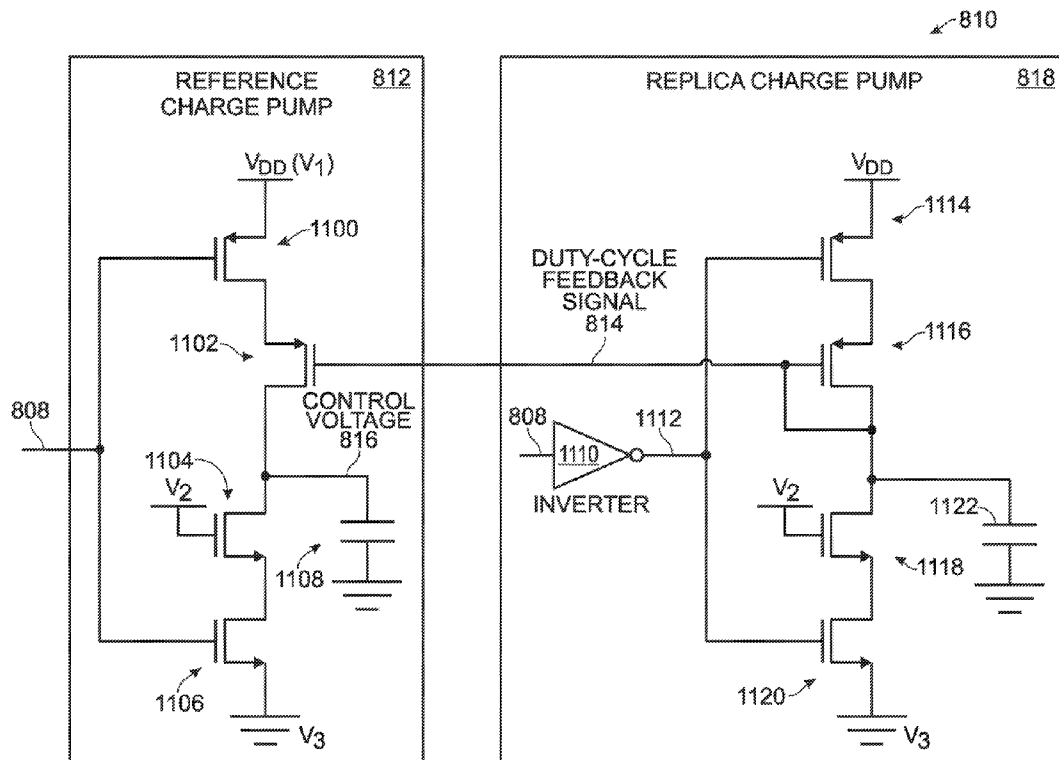 810
REFERENCE
CHARGE PUMP
812
REPLICA CHARGE PUMP
818
VDD (V1)
VDD
1100
1114
DUTY-CYCLE
FEEDBACK
SIGNAL
814
1102
1116
CONTROL
VOLTAGE
816
808
808
1110
1112
INVERTER
1104
V2
V2
1122
1108
1118
1106
1120
V3
V3